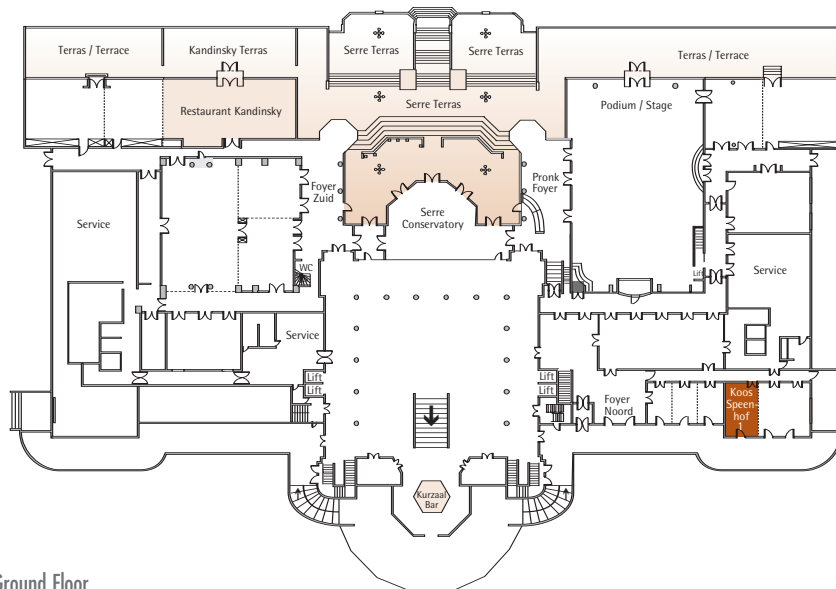 Terras / Terrace
Kandinsky Terras
Serre Terras
Serre Terras
Terras / Terrace
Restaurant Kandinsky
Serre Terras
Podium / Stage
Foyer
Zuid
Pronk
Foyer
Service
Serre
Conservatory
WC
Lift
Service
Service
Lift
Lift
Lift
Lift
Foyer
Noord
Koos
Speen-
hof
1
Kurzaal
Bar
Ground Floor